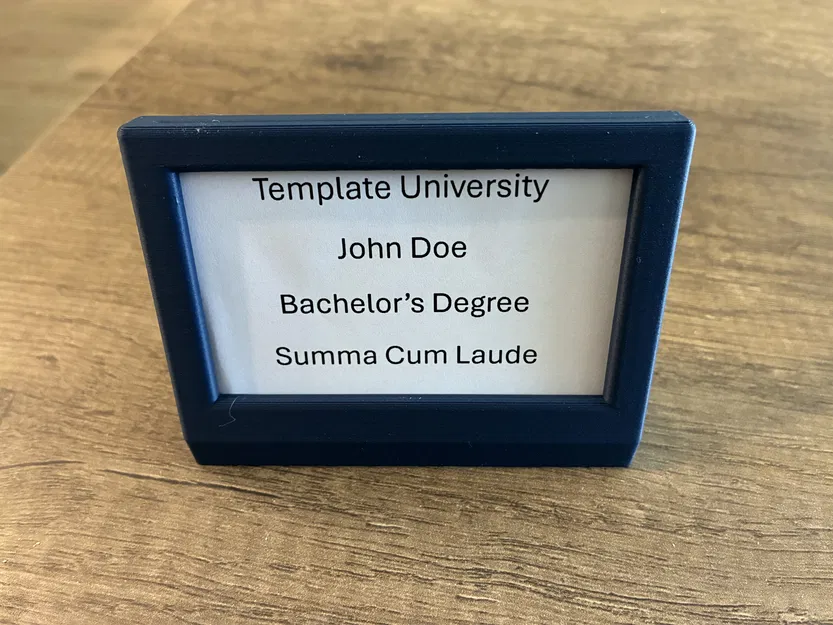 Template University
John Doe
Bachelor’s Degree
Summa Cum Laude